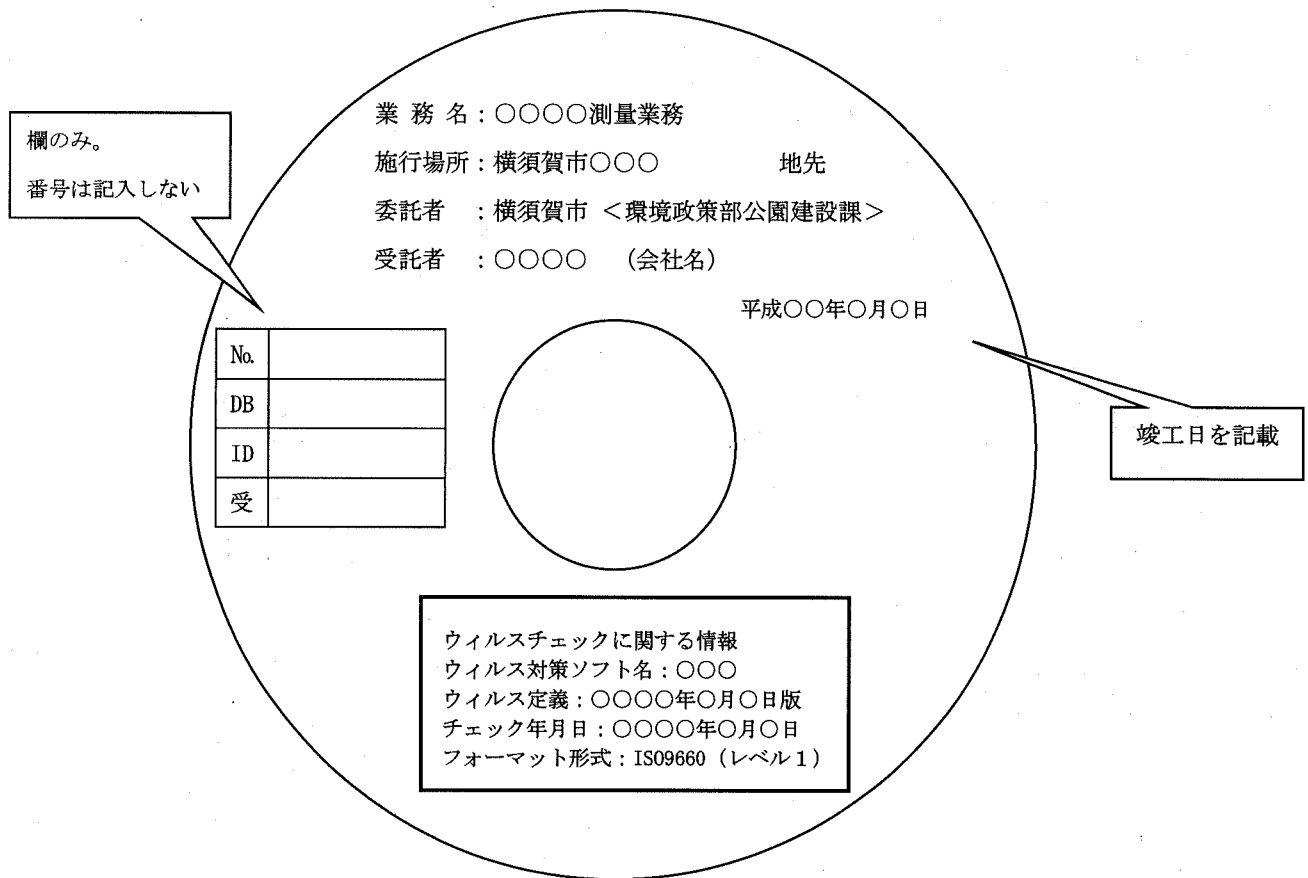 業 務 名：○○○○測量業務
施行場所：横須賀市○○○　　　地先
委託者　：横須賀市 ＜環境政策部公園建設課＞
受託者　：○○○○　（会社名）
平成○○年○月○日
欄のみ。
番号は記入しない
No.
DB
ID
受
竣工日を記載
ウィルスチェックに関する情報
ウィルス対策ソフト名：○○○
ウィルス定義：○○○○年○月○日版
チェック年月日：○○○○年○月○日
フォーマット形式：ISO9660（レベル１）